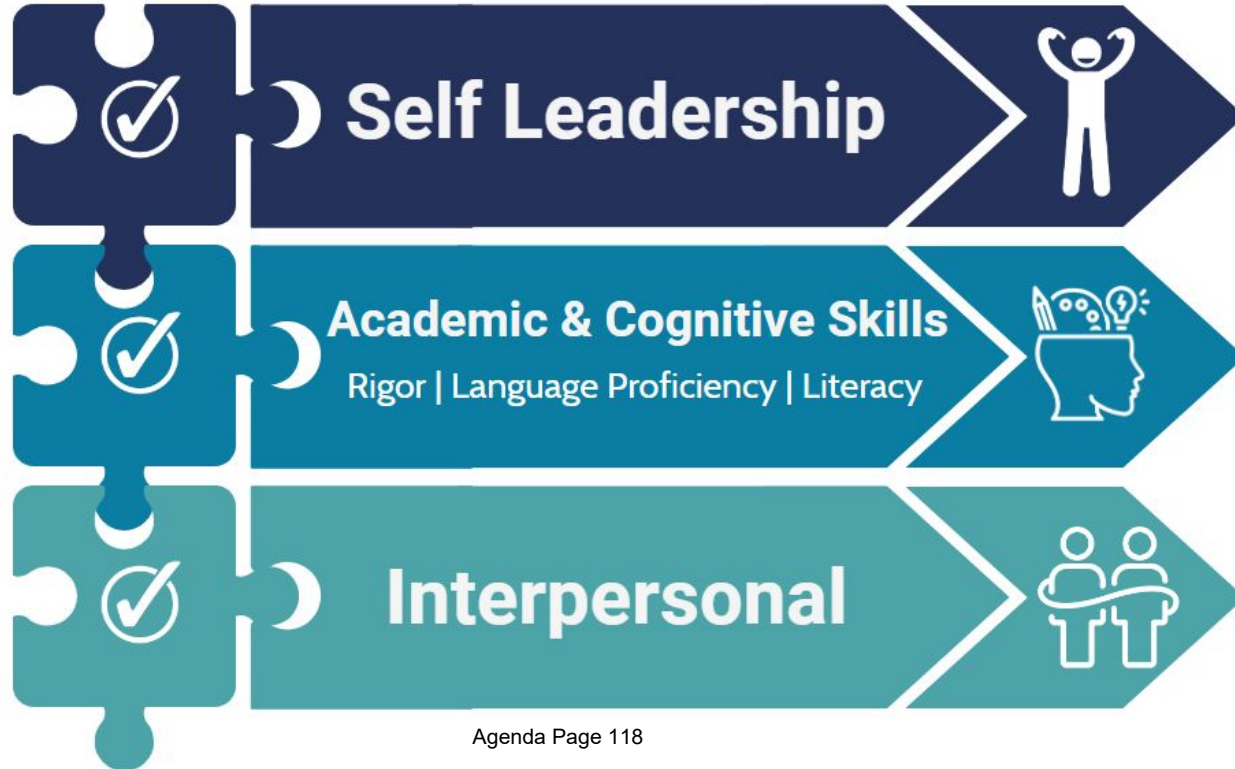 Self Leadership
Academic & Cognitive Skills
Rigor | Language Proficiency | Literacy
Interpersonal
Agenda Page 118